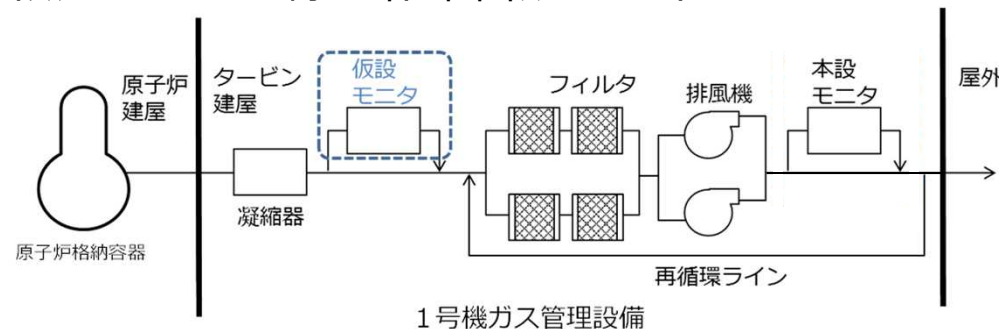 原子炉
建屋
タービン
建屋
仮設
モニタ
フィルタ
排風機
本設
モニタ
屋外
凝縮器
原子炉格納容器
再循環ライン
1号機ガス管理設備